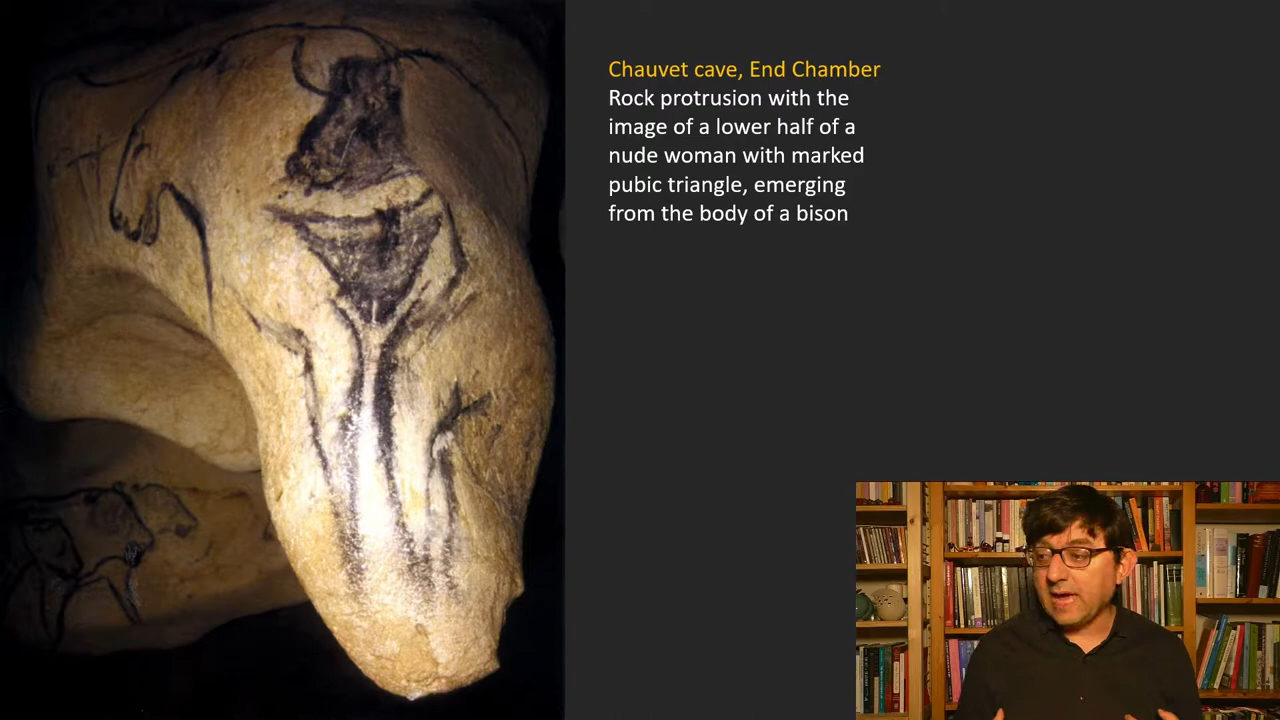 Chauvet cave, End Chamber
Rock protrusion with the
image of a lower half of a
nude woman with marked
pubic triangle, emerging
from the body of a bison